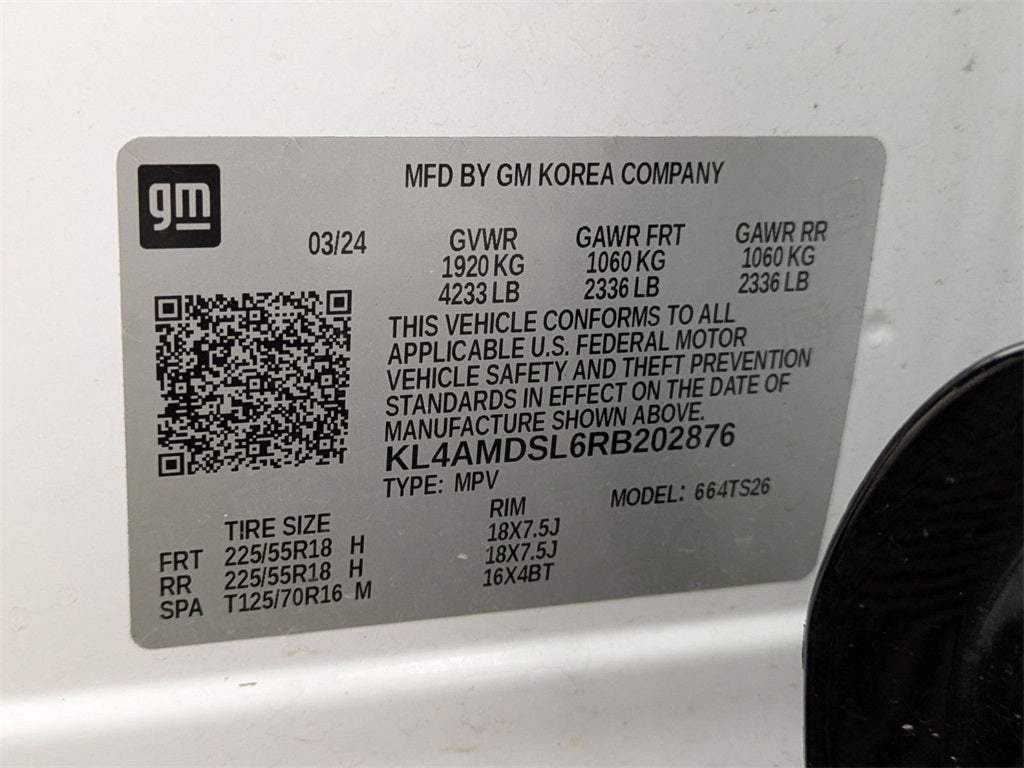 gm
MFD BY GM KOREA COMPANY
03/24 GVWR GAWR FRT GAWR RR
1920 KG 1060 KG 1060 KG
4233 LB 2336 LB 2336 LB
THIS VEHICLE CONFORMS TO ALL
APPLICABLE U.S. FEDERAL MOTOR
VEHICLE SAFETY AND THEFT PREVENTION
STANDARDS IN EFFECT ON THE DATE OF
MANUFACTURE SHOWN ABOVE.
KL4AMDSL6RB202876
TYPE: MPV MODEL: 664TS26
TIRE SIZE RIM
FRT 225/55R18 H 18X7.5J
RR 225/55R18 H 18X7.5J
SPA T125/70R16 M 16X4BT